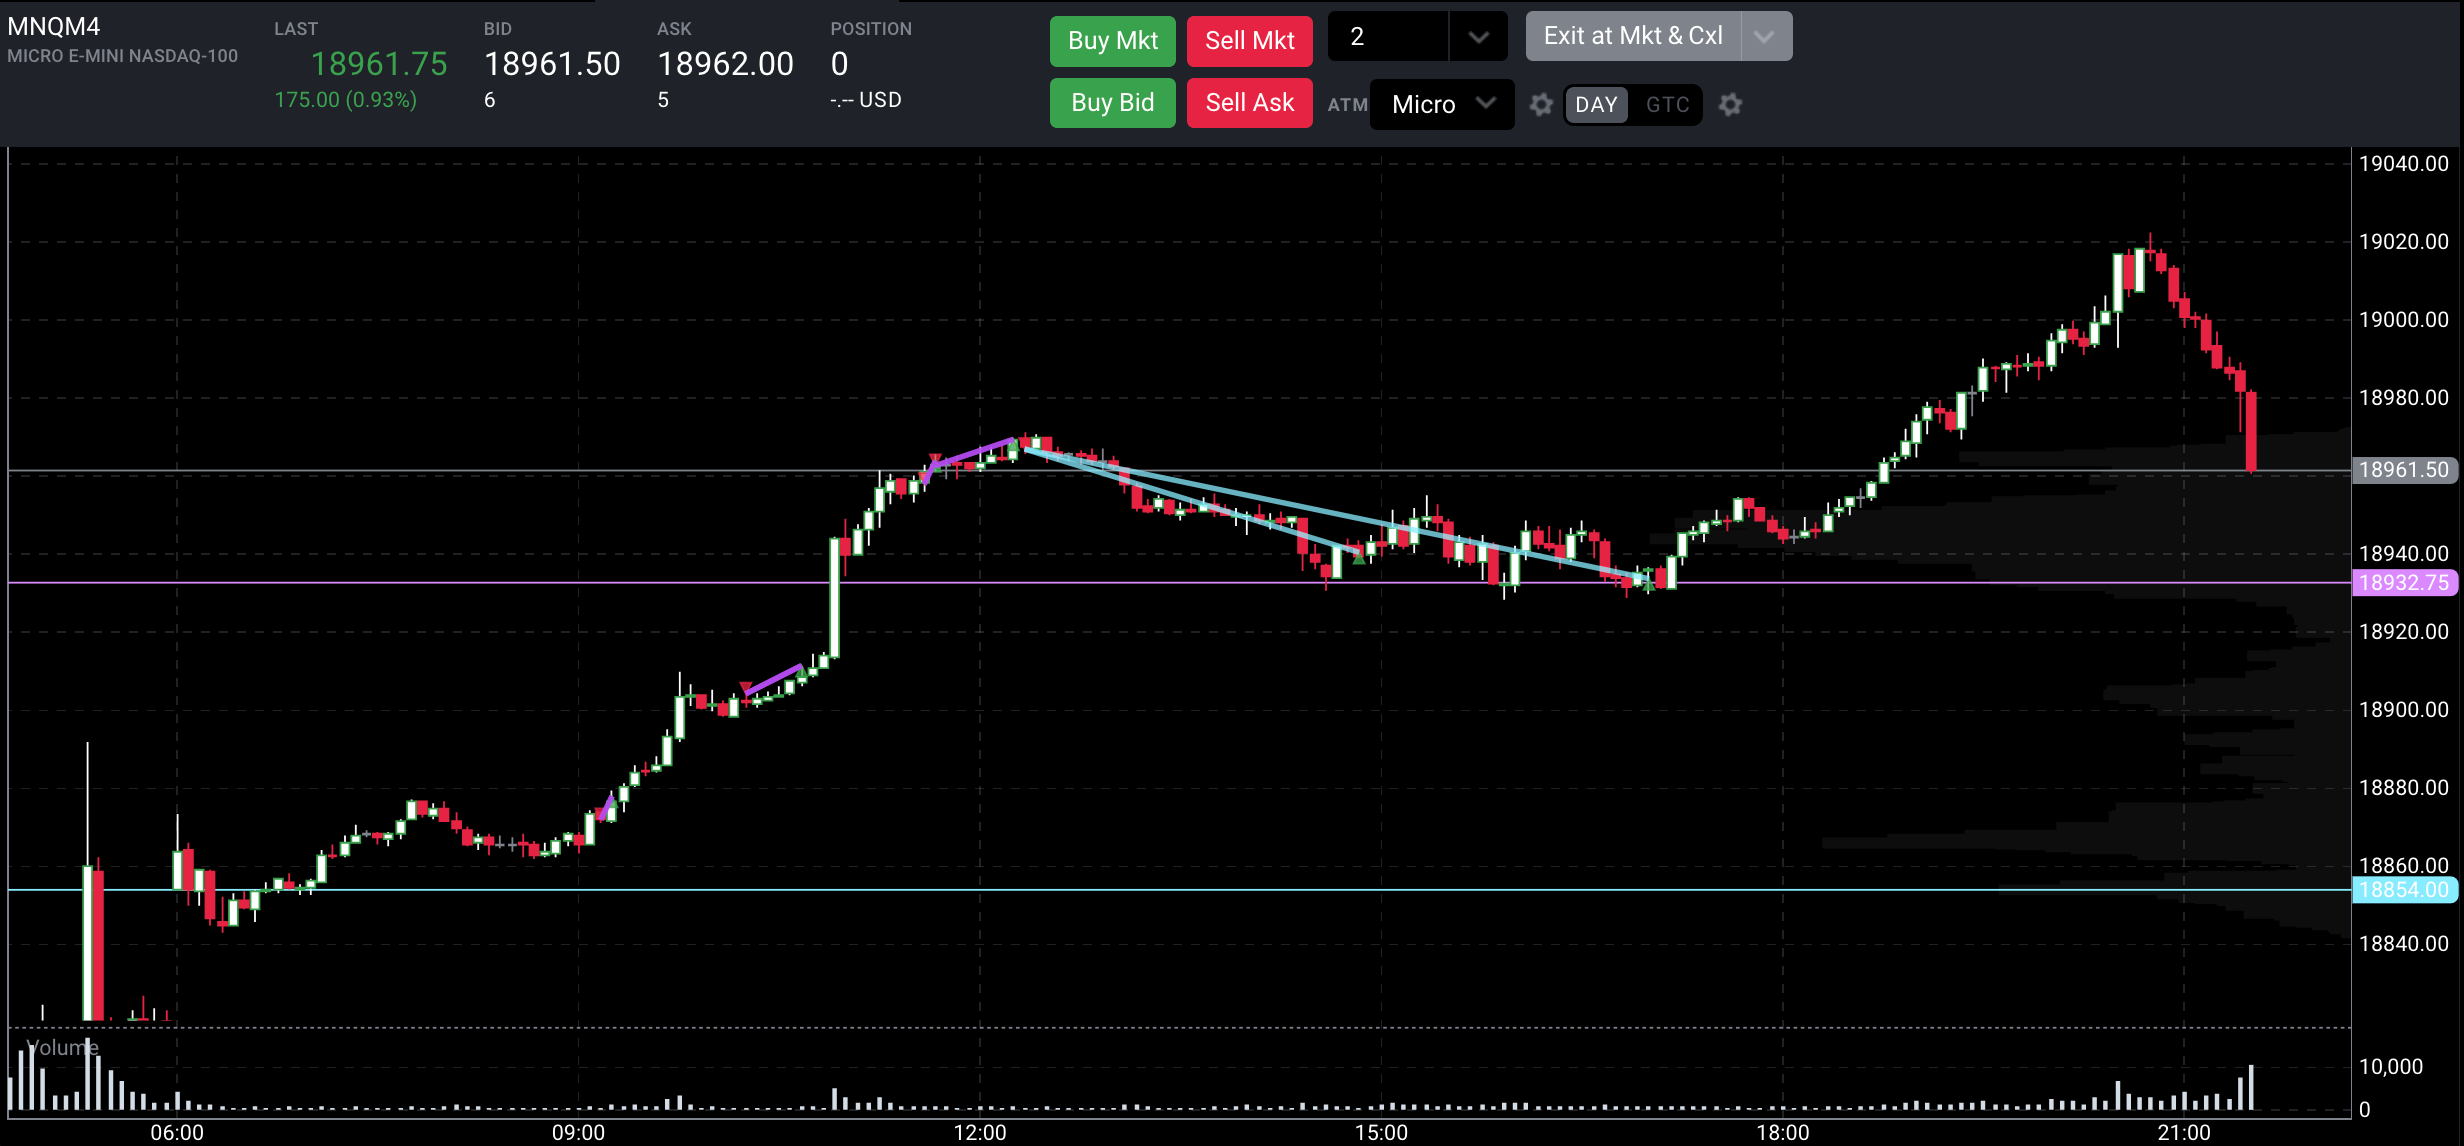 MNQM4
MICRO E-MINI NASDAQ-100
LAST
18961.75
175.00 (0.93%)
BID
18961.50
6
ASK
18962.00
5
POSITION
0
-.-- USD
Buy Mkt
Sell Mkt
2
Exit at Mkt & Cxl
Buy Bid
Sell Ask
ATM
Micro
DAY
GTC
19040.00
19020.00
19000.00
18980.00
18961.50
18940.00
18932.75
18920.00
18900.00
18880.00
18860.00
18854.00
18840.00
Volume
10,000
0
06:00
09:00
12:00
15:00
18:00
21:00